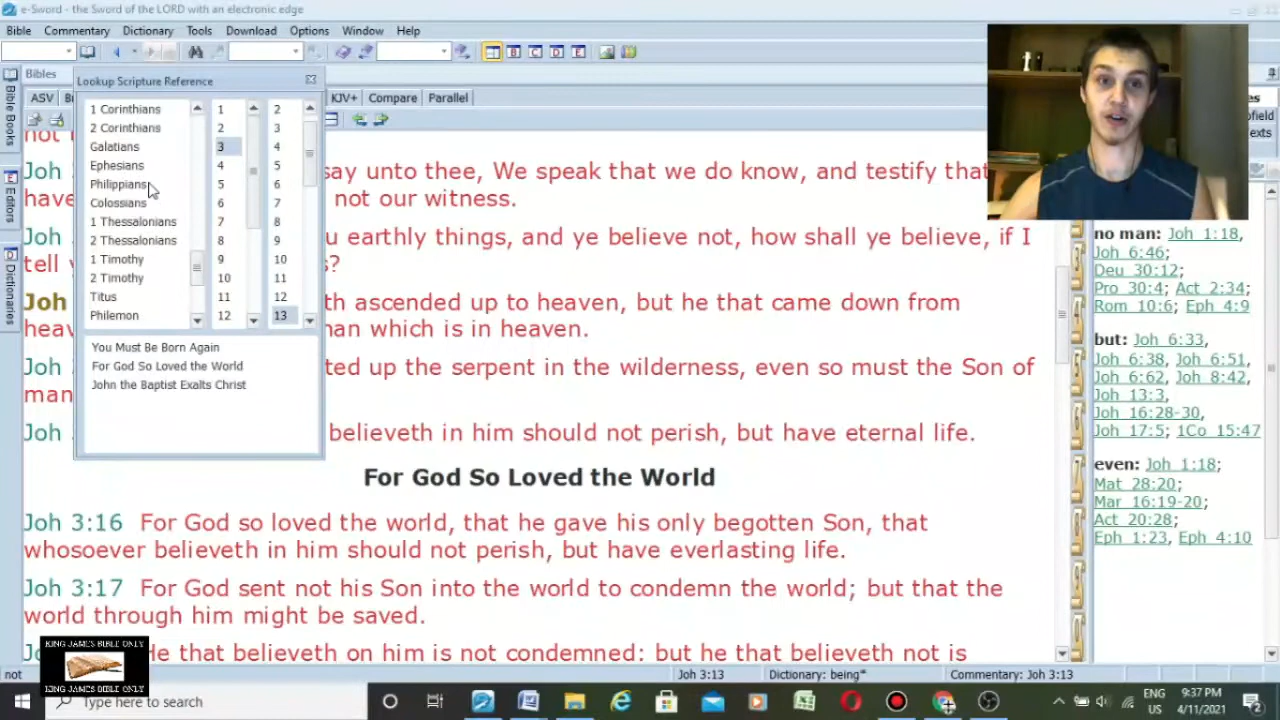 e-Sword - the Sword of the LORD with an electronic edge
Bible Commentary Dictionary Tools Download Options Window Help
Bibles
Lookup Scripture Reference
ASV
KJV+ Compare Parallel
Bible Books
Editors
Dictionaries
1 Corinthians 1 2
2 Corinthians 2 3
Galatians 3 4
Ephesians 4 5
Philippians 5 6
Colossians 6 7
1 Thessalonians 7 8
2 Thessalonians 8 9
1 Timothy 9 10
2 Timothy 10 11
Titus 11 12
Philemon 12 13
You Must Be Born Again
For God So Loved the World
John the Baptist Exalts Christ
say unto thee, We speak that we do know, and testify that
have not our witness.
earthly things, and ye believe not, how shall ye believe, if I
tell
Joh ascended up to heaven, but he that came down from
which is in heaven.
up the serpent in the wilderness, even so must the Son of
man
believeth in him should not perish, but have eternal life.
For God So Loved the World
Joh 3:16 For God so loved the world, that he gave his only begotten Son, that
whosoever believeth in him should not perish, but have everlasting life.
Joh 3:17 For God sent not his Son into the world to condemn the world; but that the
world through him might be saved.
He that believeth on him is not condemned: but he that believeth not is
no man: Joh 1:18,
Joh 6:46;
Deu 30:12;
Pro 30:4; Act 2:34;
Rom 10:6; Eph 4:9
but: Joh 6:33,
Joh 6:38, Joh 6:51,
Joh 6:62, Joh 8:42,
Joh 13:3,
Joh 16:28-30,
Joh 17:5; 1Co 15:47
even: Joh 1:18;
Mat 28:20;
Mar 16:19-20,
Act 20:28;
Eph 1:23, Eph 4:10
KING JAMES BIBLE ONLY
KING JAMES BIBLE ONLY
not Joh 3:13 Dictionary: being* Commentary: Joh 3:13
Type here to search
ENG 9:37 PM
US 4/11/2021
2